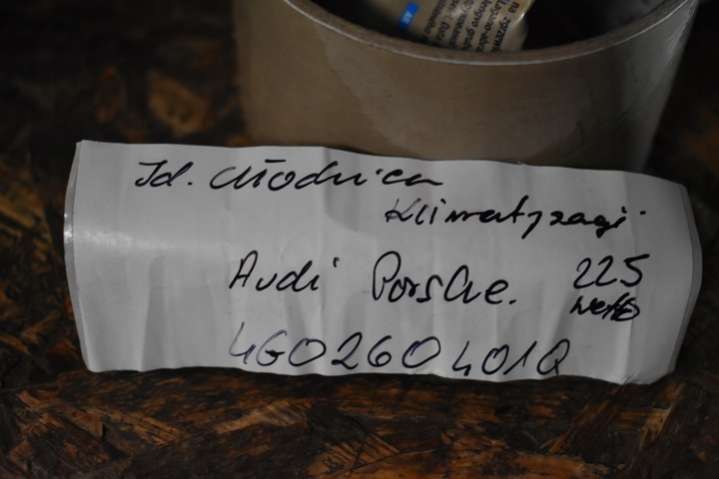 Jd. Chłodnica
Klimatyzacji
Audi Porsche. 225
netto
4G0260401Q